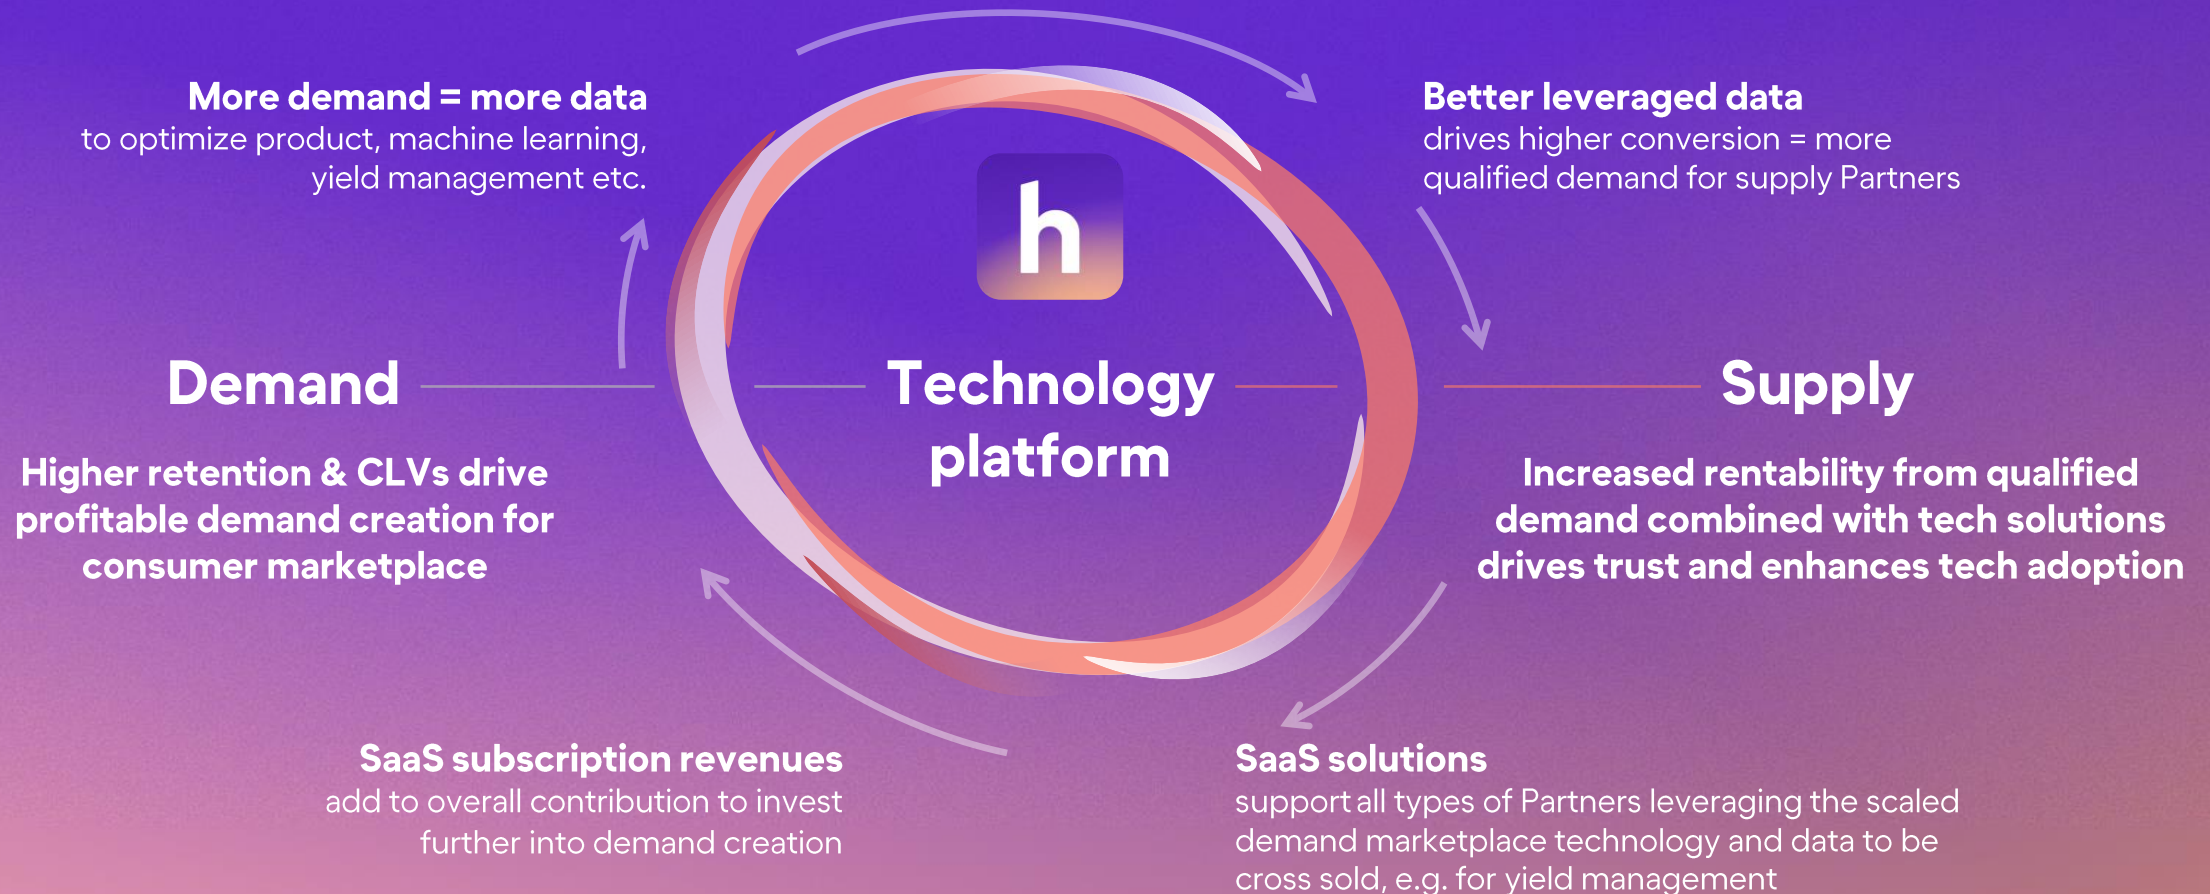 More demand = more data
to optimize product, machine learning,
yield management etc.
Better leveraged data
drives higher conversion = more
qualified demand for supply Partners
h
Demand
Technology
platform
Supply
Higher retention & CLVs drive
profitable demand creation for
consumer marketplace
Increased rentability from qualified
demand combined with tech solutions
drives trust and enhances tech adoption
SaaS subscription revenues
add to overall contribution to invest
further into demand creation
SaaS solutions
support all types of Partners leveraging the scaled
demand marketplace technology and data to be
cross sold, e.g. for yield management